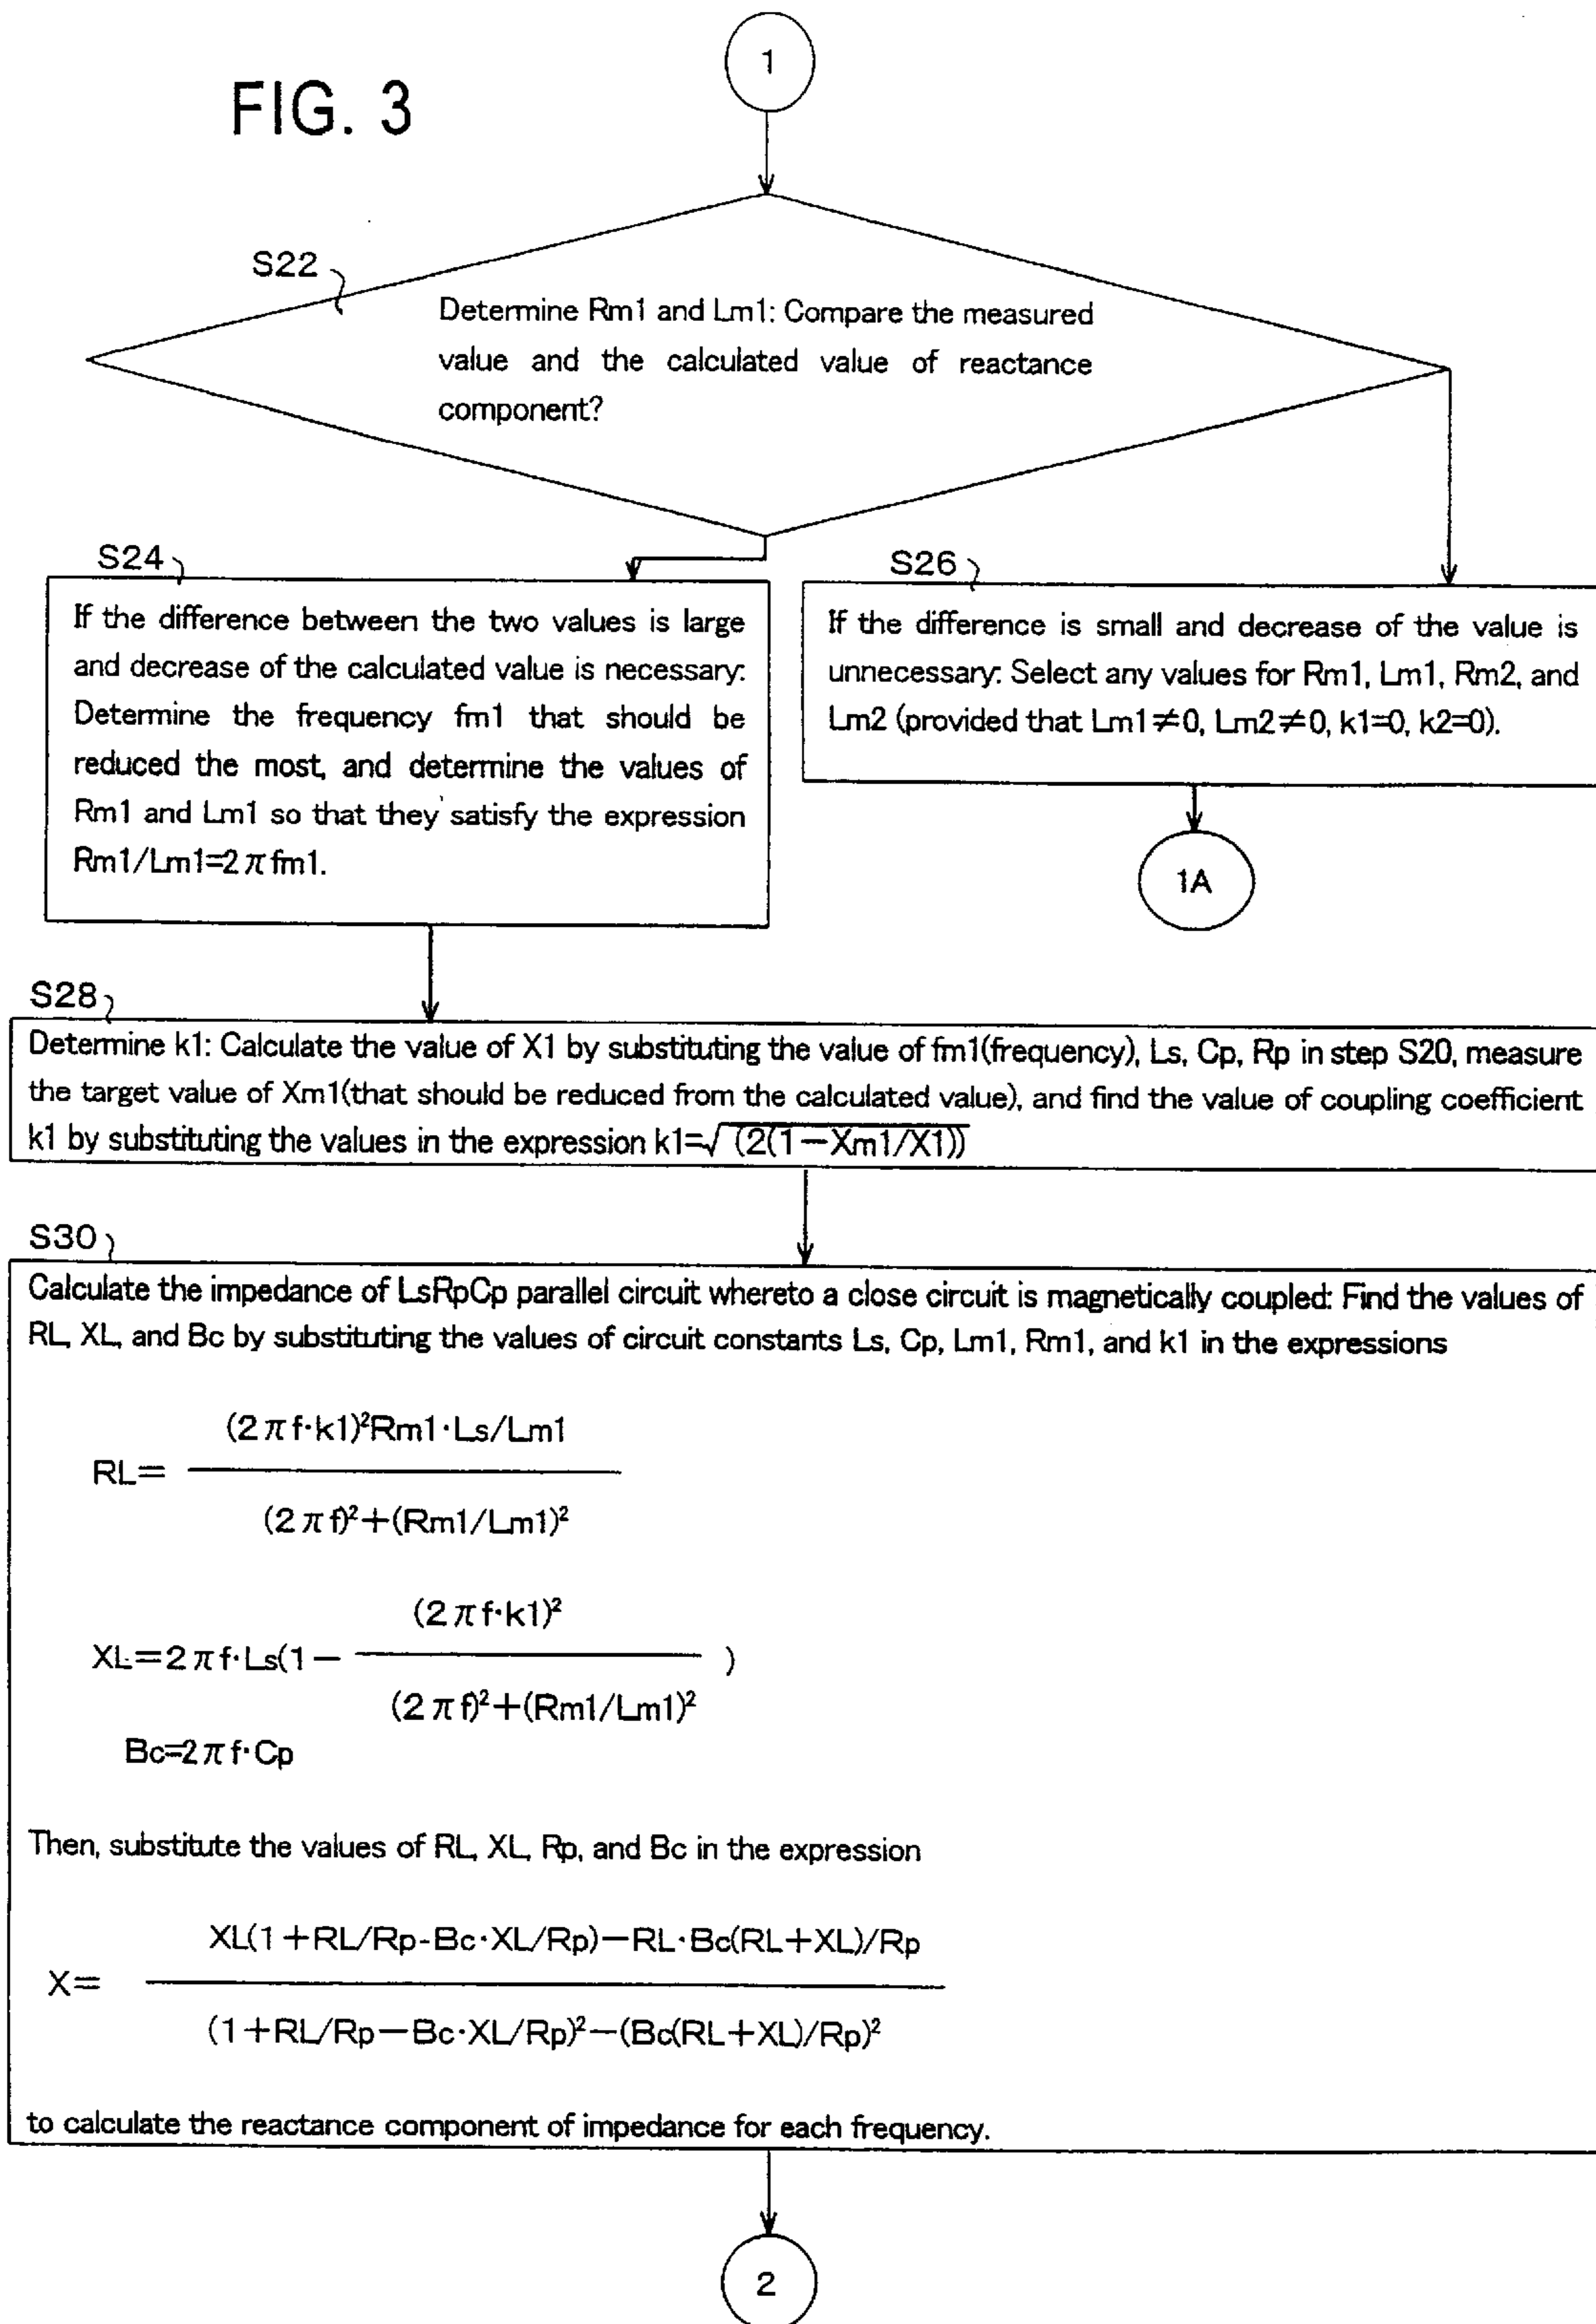 1
FIG. 3
S22
Determine Rm1 and Lm1: Compare the measured
value and the calculated value of reactance
component?
S24
If the difference between the two values is large
and decrease of the calculated value is necessary:
Determine the frequency fm1 that should be
reduced the most, and determine the values of
Rm1 and Lm1 so that they satisfy the expression
Rm1/Lm1=2πfm1.
S26
If the difference is small and decrease of the value is
unnecessary: Select any values for Rm1, Lm1, Rm2, and
Lm2 (provided that Lm1≠0, Lm2≠0, k1=0, k2=0).
1A
S28
Determine k1: Calculate the value of X1 by substituting the value of fm1(frequency), Ls, Cp, Rp in step S20, measure
the target value of Xm1(that should be reduced from the calculated value), and find the value of coupling coefficient
k1 by substituting the values in the expression k1=√(2(1−Xm1/X1))
S30
Calculate the impedance of LsRpCp parallel circuit whereto a close circuit is magnetically coupled: Find the values of
RL, XL, and Bc by substituting the values of circuit constants Ls, Cp, Lm1, Rm1, and k1 in the expressions
(2πf·k1)²Rm1·Ls/Lm1
RL=
(2πf)²+(Rm1/Lm1)²
(2πf·k1)²
XL=2πf·Ls(1− )
(2πf)²+(Rm1/Lm1)²
Bc=2πf·Cp
Then, substitute the values of RL, XL, Rp, and Bc in the expression
XL(1+RL/Rp-Bc·XL/Rp)−RL·Bc(RL+XL)/Rp
X=
(1+RL/Rp−Bc·XL/Rp)²−(Bc(RL+XL)/Rp)²
to calculate the reactance component of impedance for each frequency.
2